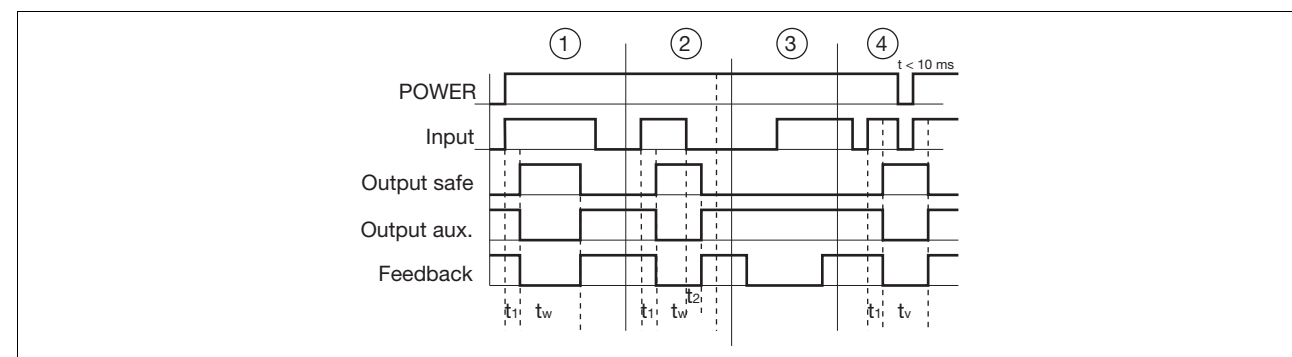 ① ② ③ ④
t < 10 ms
POWER
Input
Output safe
Output aux.
Feedback
t1 tw t1 tw t2 t1 tv